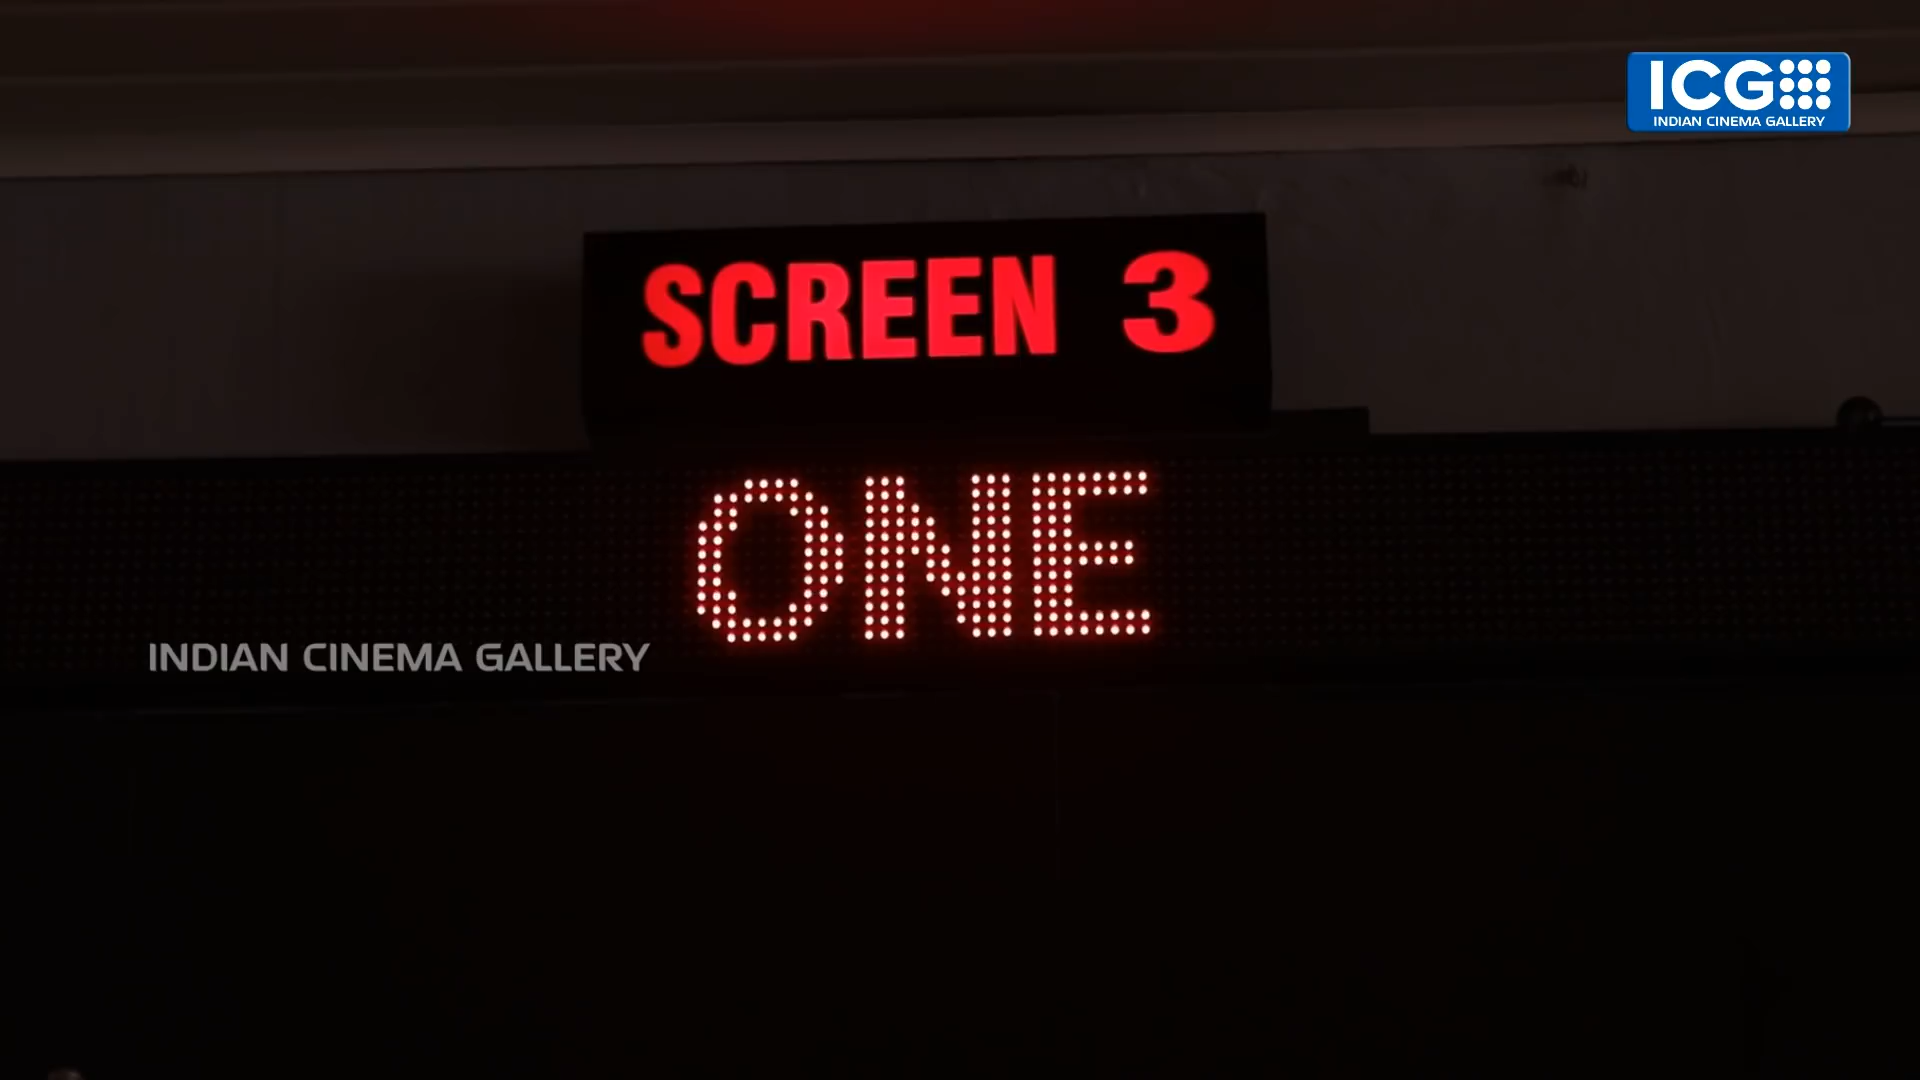 ICG
INDIAN CINEMA GALLERY
SCREEN 3
ONE
INDIAN CINEMA GALLERY